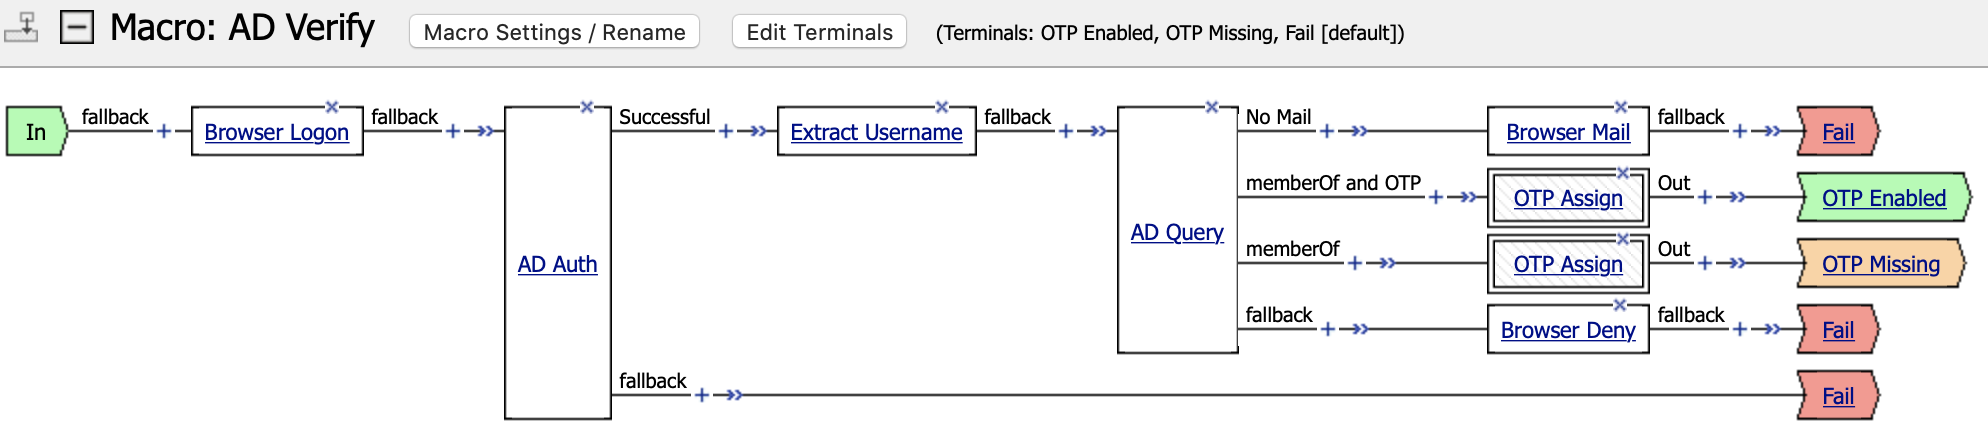 Macro: AD Verify Macro Settings / Rename Edit Terminals (Terminals: OTP Enabled, OTP Missing, Fail [default])
In fallback Browser Logon fallback Successful Extract Username fallback No Mail Browser Mail fallback Fail
memberOf and OTP OTP Assign Out OTP Enabled
AD Query
memberOf OTP Assign Out OTP Missing
AD Auth
fallback Browser Deny fallback Fail
fallback Fail